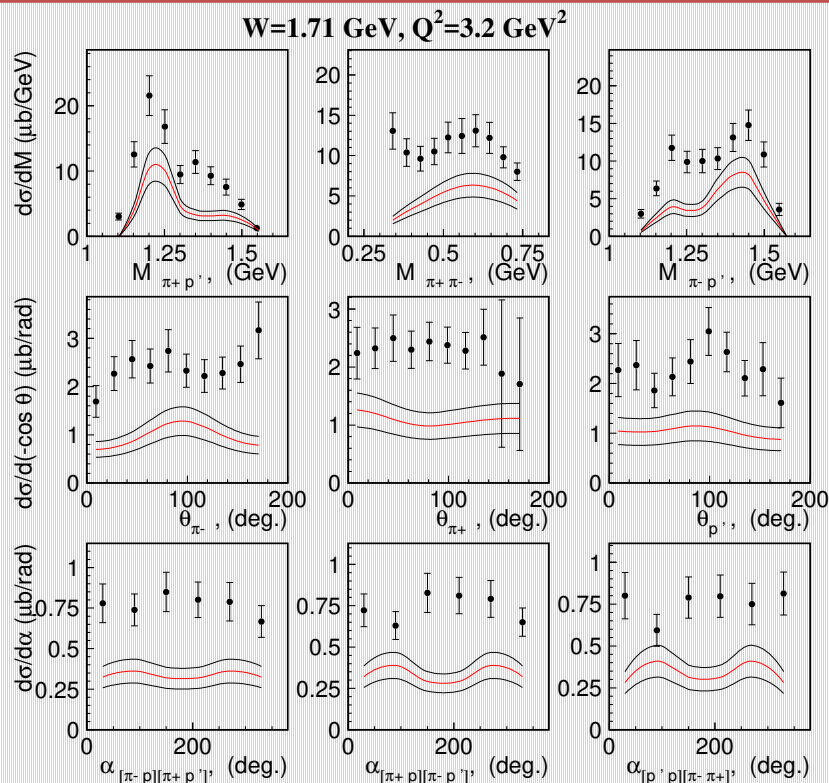 W=1.71 GeV, Q²=3.2 GeV²
dσ/dM (μb/GeV)
20
10
0
1 1.25 1.5
M π+ p', (GeV)
20
15
10
5
0
0.25 0.5 0.75
M π+ π-, (GeV)
20
15
10
5
0
1 1.25 1.5
M π- p', (GeV)
dσ/d(-cos θ) (μb/rad)
3
2
1
0
0 100 200
θ π-, (deg.)
3
2
1
0
0 100 200
θ π+, (deg.)
3
2
1
0
0 100 200
θ p', (deg.)
dσ/dα (μb/rad)
1
0.75
0.5
0.25
0
0 200
α [π- p][π+ p'], (deg.)
1
0.75
0.5
0.25
0
0 200
α [π+ p][π- p'], (deg.)
1
0.75
0.5
0.25
0
0 200
α [p' p][π- π+], (deg.)